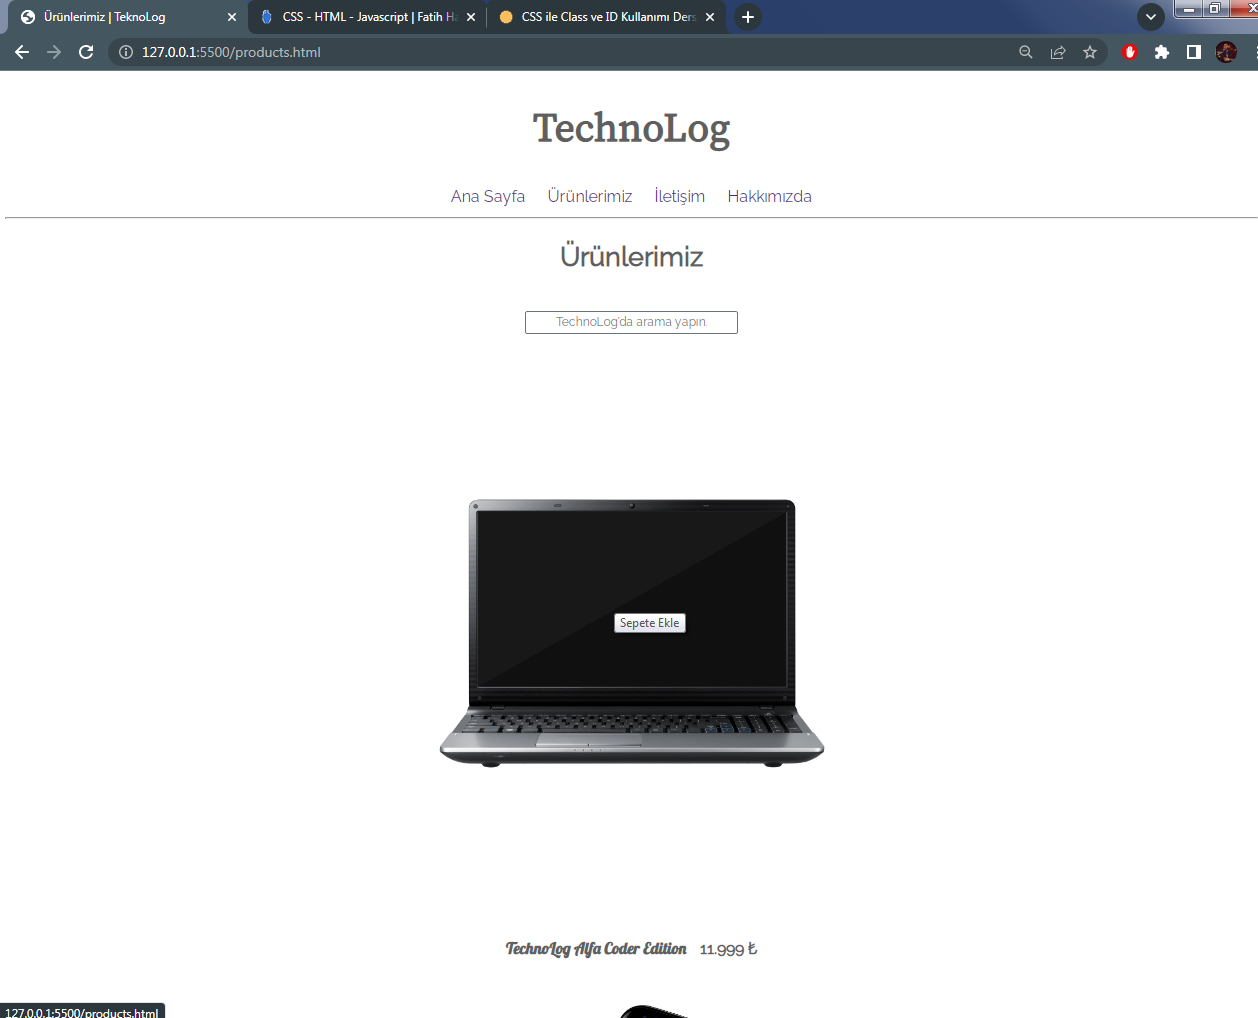 Ürünlerimiz | TeknoLog
CSS - HTML - Javascript | Fatih Ha
CSS ile Class ve ID Kullanımı Ders
127.0.0.1:5500/products.html
TechnoLog
Ana Sayfa Ürünlerimiz İletişim Hakkımızda
Ürünlerimiz
TechnoLog'da arama yapın.
Sepete Ekle
TechnoLog Alfa Coder Edition 11.999 ₺
127.0.0.1:5500/products.html